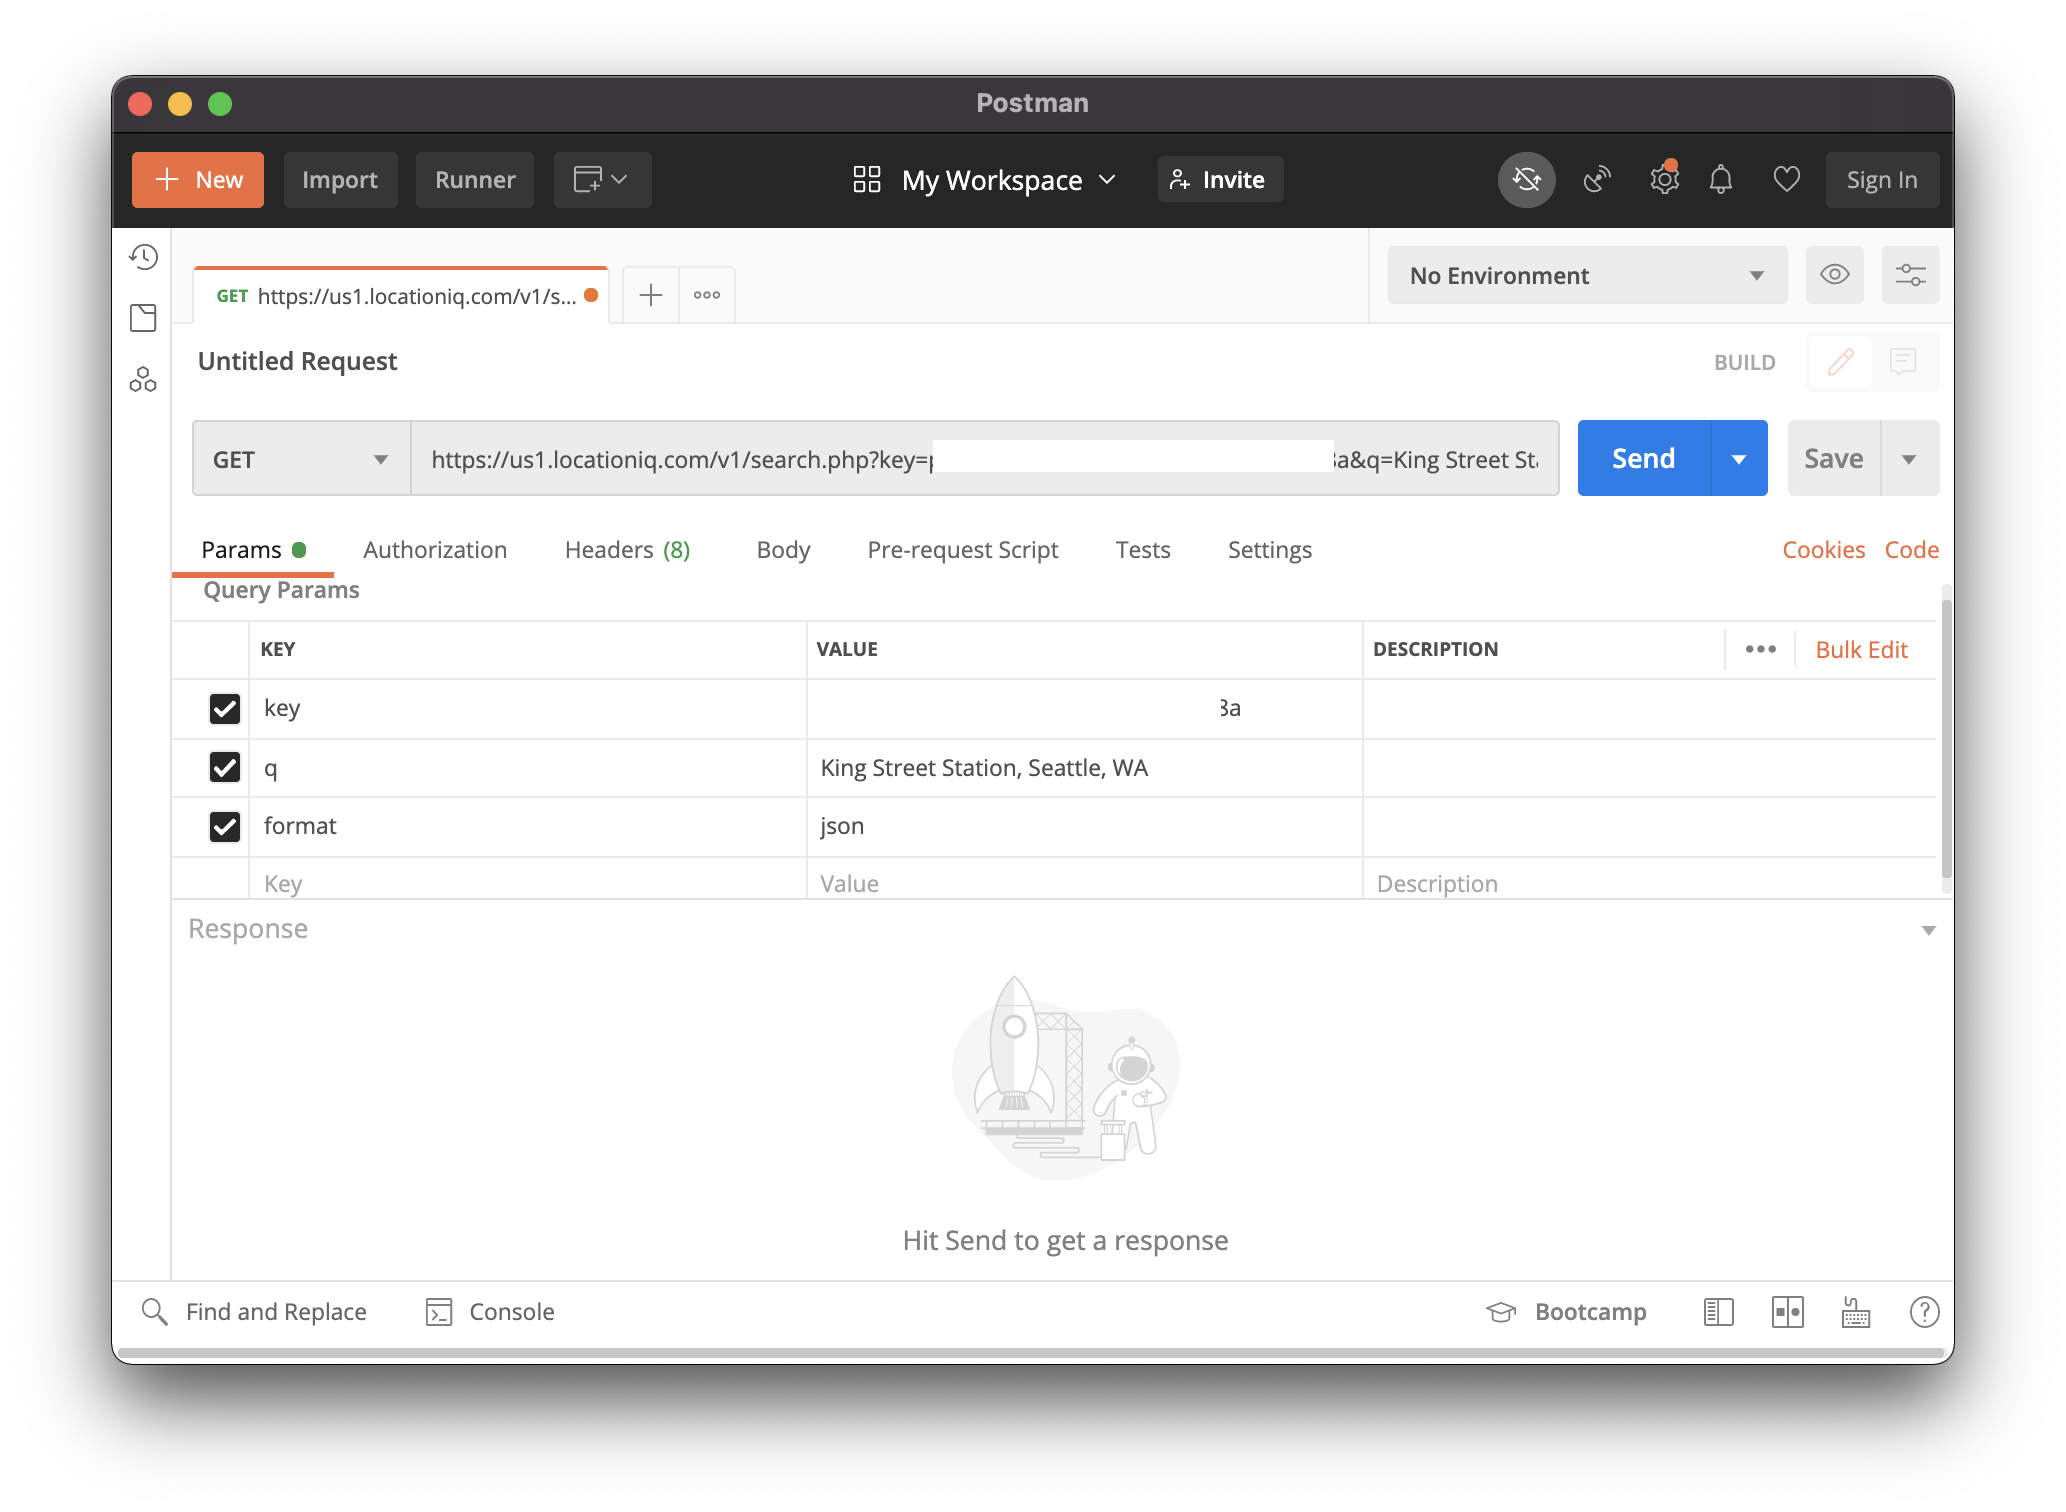 Postman
New Import Runner My Workspace Invite Sign In
GET https://us1.locationiq.com/v1/s... No Environment
Untitled Request BUILD
GET https://us1.locationiq.com/v1/search.php?key= a&q=King Street St Send Save
Params Authorization Headers (8) Body Pre-request Script Tests Settings Cookies Code
Query Params
KEY VALUE DESCRIPTION ••• Bulk Edit
key 3a
q King Street Station, Seattle, WA
format json
Key Value Description
Response
Hit Send to get a response
Find and Replace Console Bootcamp